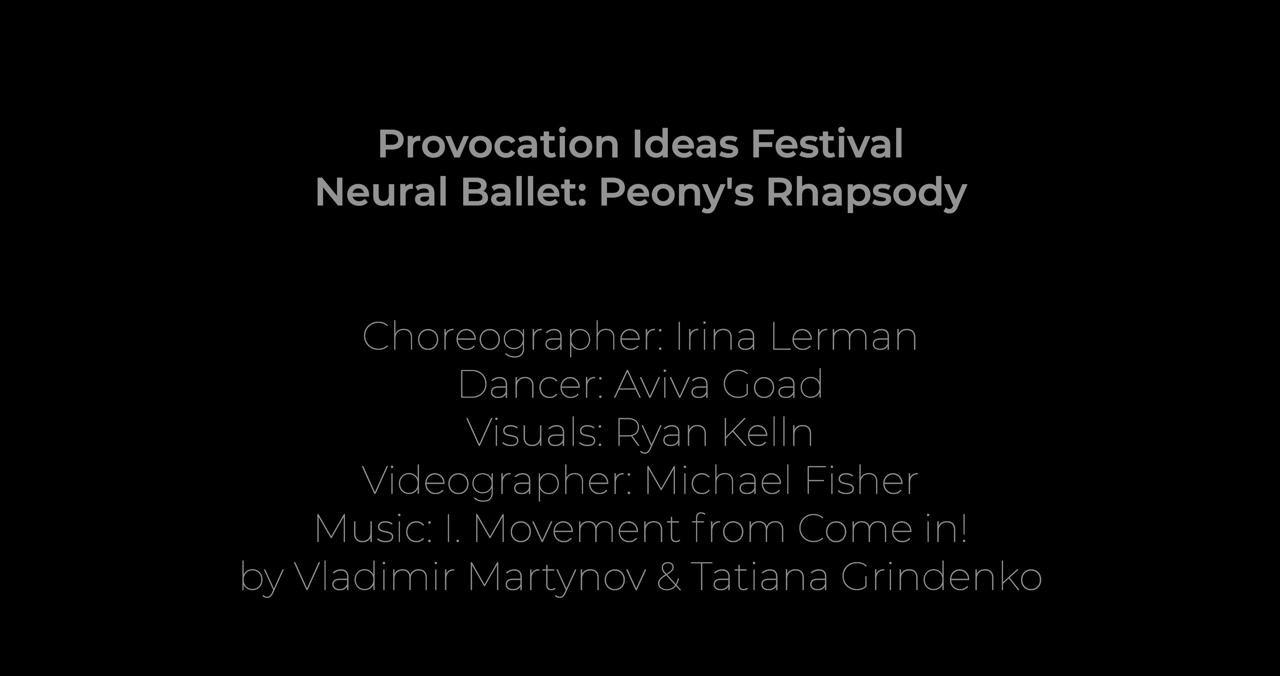 Provocation Ideas Festival
Neural Ballet: Peony's Rhapsody
Choreographer: Irina Lerman
Dancer: Aviva Goad
Visuals: Ryan Kelln
Videographer: Michael Fisher
Music: I. Movement from Come in!
by Vladimir Martynov & Tatiana Grindenko